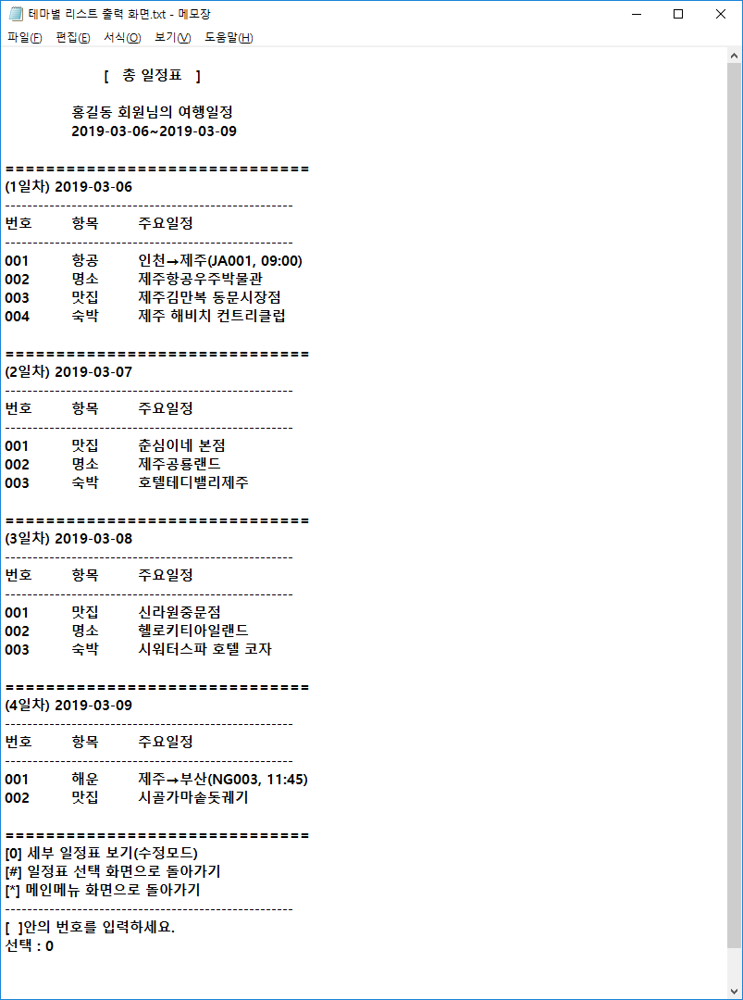 테마별 리스트 출력 화면.txt - 메모장
파일(F) 편집(E) 서식(O) 보기(V) 도움말(H)
[ 총 일정표 ]
홍길동 회원님의 여행일정
2019-03-06~2019-03-09
==============================
(1일차) 2019-03-06
----------------------------------------------------
번호 항목 주요일정
----------------------------------------------------
001 항공 인천→제주(JA001, 09:00)
002 명소 제주항공우주박물관
003 맛집 제주김만복 동문시장점
004 숙박 제주 해비치 컨트리클럽
==============================
(2일차) 2019-03-07
----------------------------------------------------
번호 항목 주요일정
----------------------------------------------------
001 맛집 춘심이네 본점
002 명소 제주공룡랜드
003 숙박 호텔테디밸리제주
==============================
(3일차) 2019-03-08
----------------------------------------------------
번호 항목 주요일정
----------------------------------------------------
001 맛집 신라원중문점
002 명소 헬로키티아일랜드
003 숙박 시워터스파 호텔 코자
==============================
(4일차) 2019-03-09
----------------------------------------------------
번호 항목 주요일정
----------------------------------------------------
001 해운 제주→부산(NG003, 11:45)
002 맛집 시골가마솥돗궤기
==============================
[0] 세부 일정표 보기(수정모드)
[#] 일정표 선택 화면으로 돌아가기
[*] 메인메뉴 화면으로 돌아가기
----------------------------------------------------
[ ]안의 번호를 입력하세요.
선택 : 0